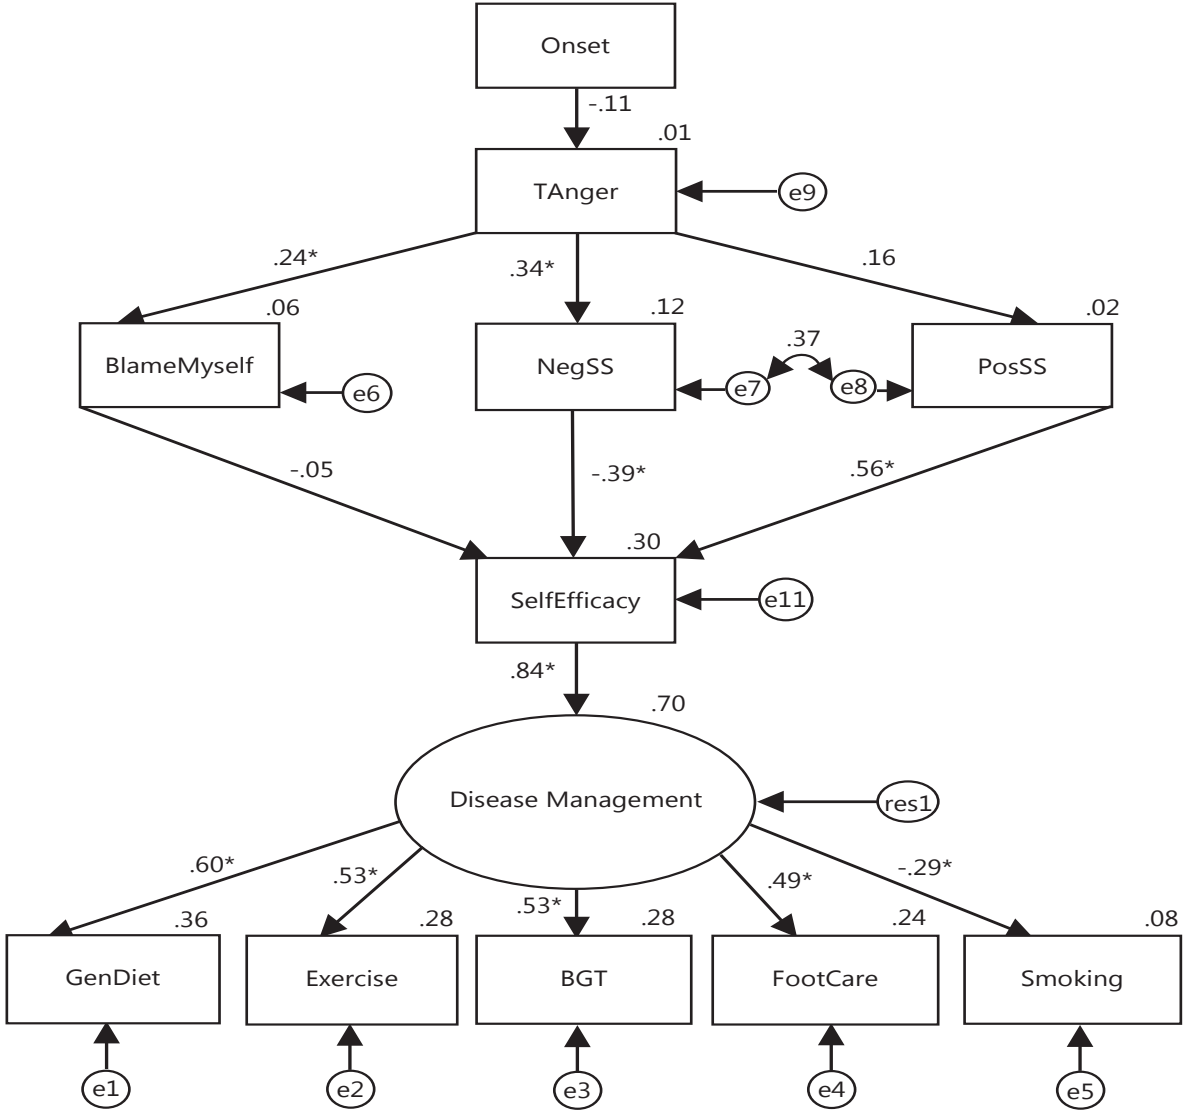 Onset
-.11
.01
TAnger
e9
.24*
.34*
.16
.06
.12
.02
BlameMyself
e6
NegSS
e7
.37
e8
PosSS
-.05
-.39*
.56*
.30
SelfEfficacy
e11
.84*
.70
Disease Management
res1
.60*
.53*
.53*
.49*
-.29*
.36
.28
.28
.24
.08
GenDiet
Exercise
BGT
FootCare
Smoking
e1
e2
e3
e4
e5